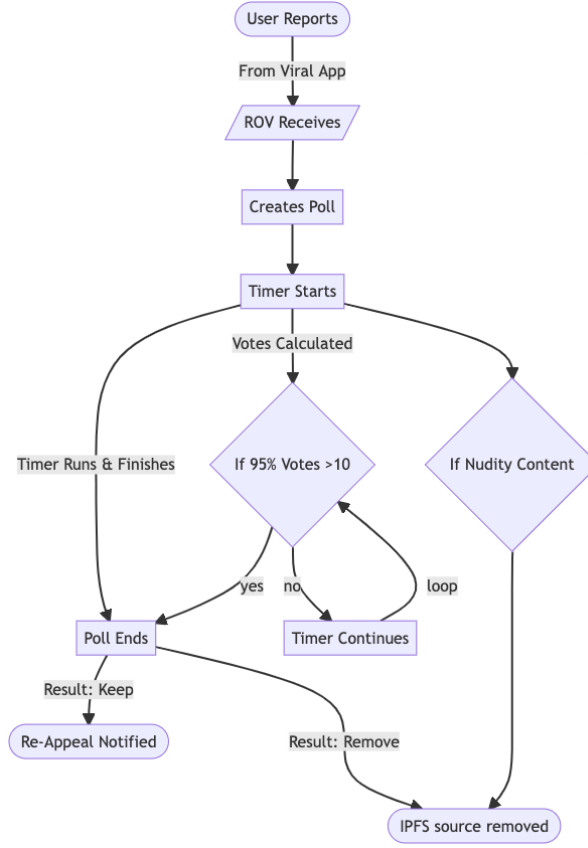 User Reports
From Viral App
ROV Receives
Creates Poll
Timer Starts
Votes Calculated
Timer Runs & Finishes
If 95% Votes >10
If Nudity Content
yes
no
loop
Poll Ends
Timer Continues
Result: Keep
Re-Appeal Notified
Result: Remove
IPFS source removed